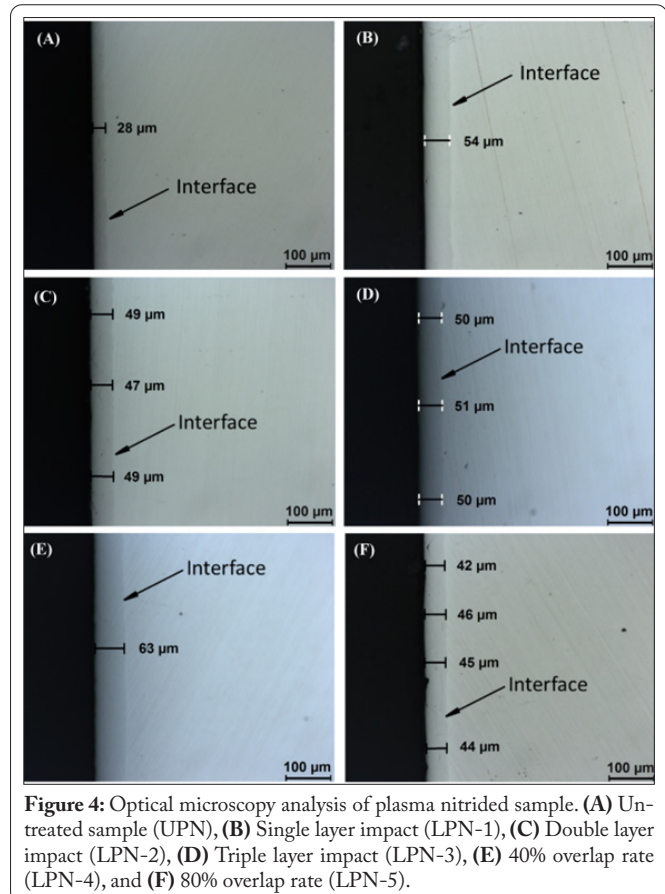 (A)
28 µm
Interface
100 µm
(B)
Interface
54 µm
100 µm
(C)
49 µm
47 µm
Interface
49 µm
100 µm
(D)
50 µm
Interface
51 µm
50 µm
100 µm
(E)
Interface
63 µm
100 µm
(F)
42 µm
46 µm
45 µm
Interface
44 µm
100 µm
Figure 4: Optical microscopy analysis of plasma nitrided sample. (A) Un-
treated sample (UPN), (B) Single layer impact (LPN-1), (C) Double layer
impact (LPN-2), (D) Triple layer impact (LPN-3), (E) 40% overlap rate
(LPN-4), and (F) 80% overlap rate (LPN-5).